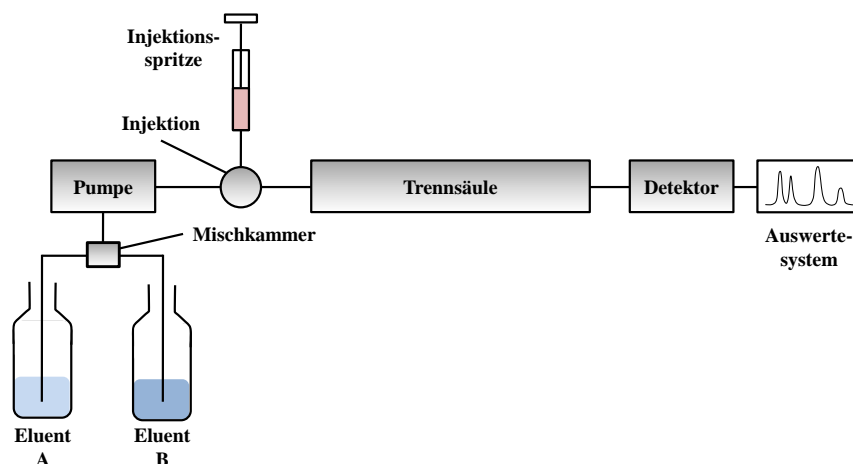 Injektions-
spritze
Injektion
Pumpe
Trennsäule
Detektor
Mischkammer
Auswerte-
system
Eluent
A
Eluent
B